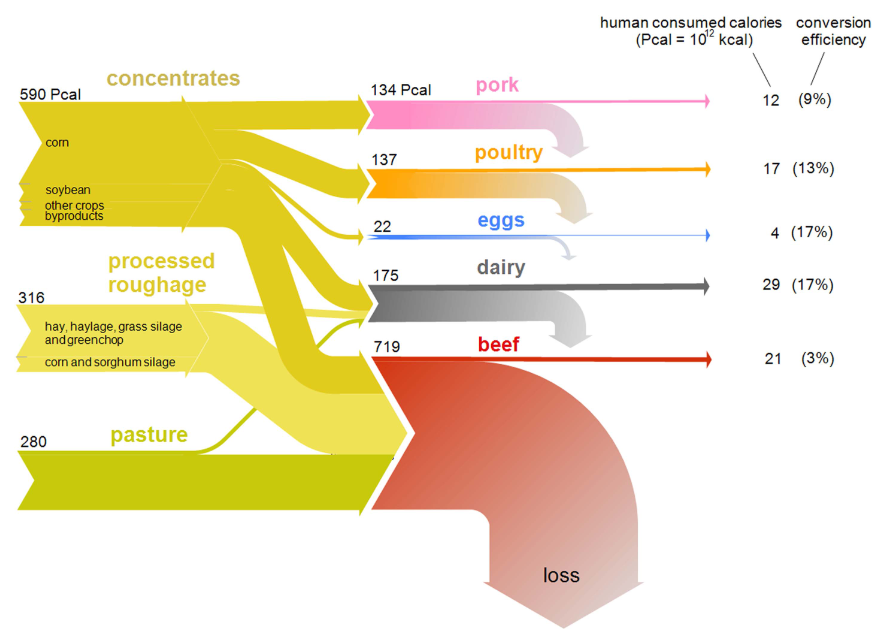 human consumed calories
(Pcal = 10^12 kcal)
conversion
efficiency
concentrates
590 Pcal
corn
soybean
other crops
byproducts
134 Pcal
pork
12 (9%)
137
poultry
17 (13%)
22
eggs
4 (17%)
processed
roughage
316
hay, haylage, grass silage
and greenchop
corn and sorghum silage
175
dairy
29 (17%)
719
beef
21 (3%)
pasture
280
loss